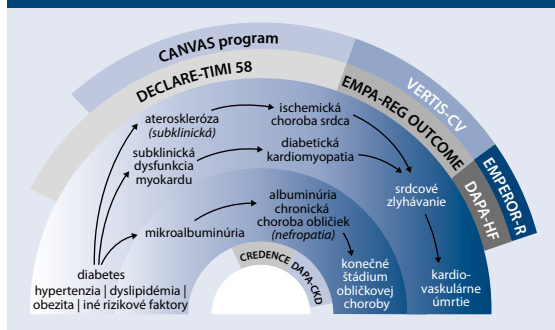 CANVAS program
DECLARE-TIMI 58
VERTIS-CV
EMPA-REG OUTCOME
EMPEROR-R
DAPA-HF
ateroskleróza
(subklinická)
ischemická
choroba srdca
subklinická
dysfunkcia
myokardu
diabetická
kardiomyopatia
srdcové
zlyhávanie
mikroalbuminúria
albuminúria
chronická
choroba obličiek
(nefropatia)
CREDENCE DAPA-CKD
konečné
štádium
obličkovej
choroby
kardio-
vaskulárne
úmrtie
diabetes
hypertenzia | dyslipidémia |
obezita | iné rizikové faktory